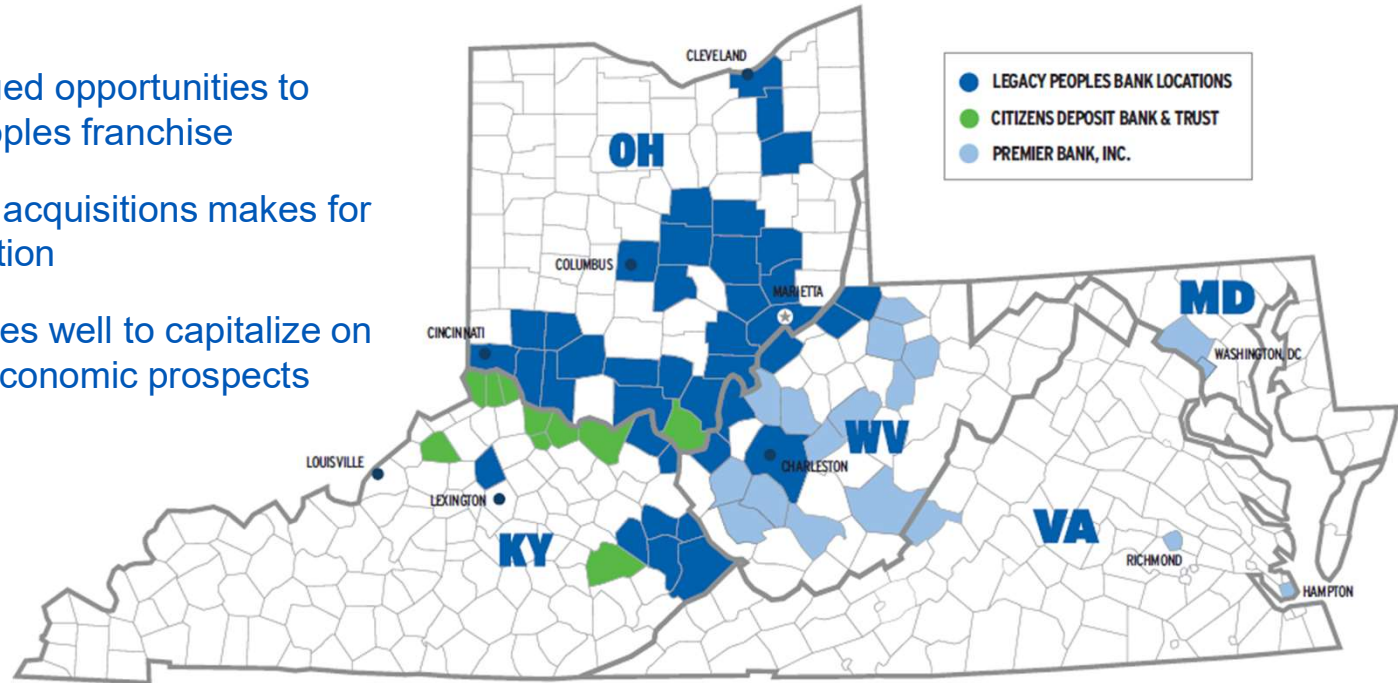 ued opportunities to
oples franchise
acquisitions makes for
tion
es well to capitalize on
conomic prospects
CLEVELAND
LEGACY PEOPLES BANK LOCATIONS
CITIZENS DEPOSIT BANK & TRUST
PREMIER BANK, INC.
OH
COLUMBUS
MARIETTA
MD
CINCINNATI
WASHINGTON, DC
WV
LOUISVILLE
CHARLESTON
LEXINGTON
VA
KY
RICHMOND
HAMPTON